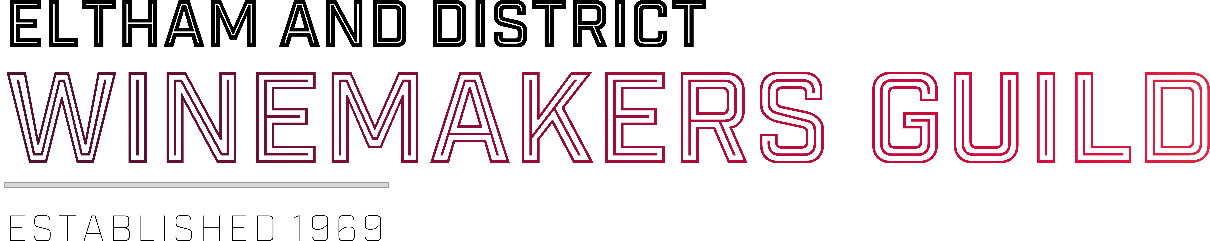 ELTHAM AND DISTRICT
WINEMAKERS GUILD
ESTABLISHED 1969